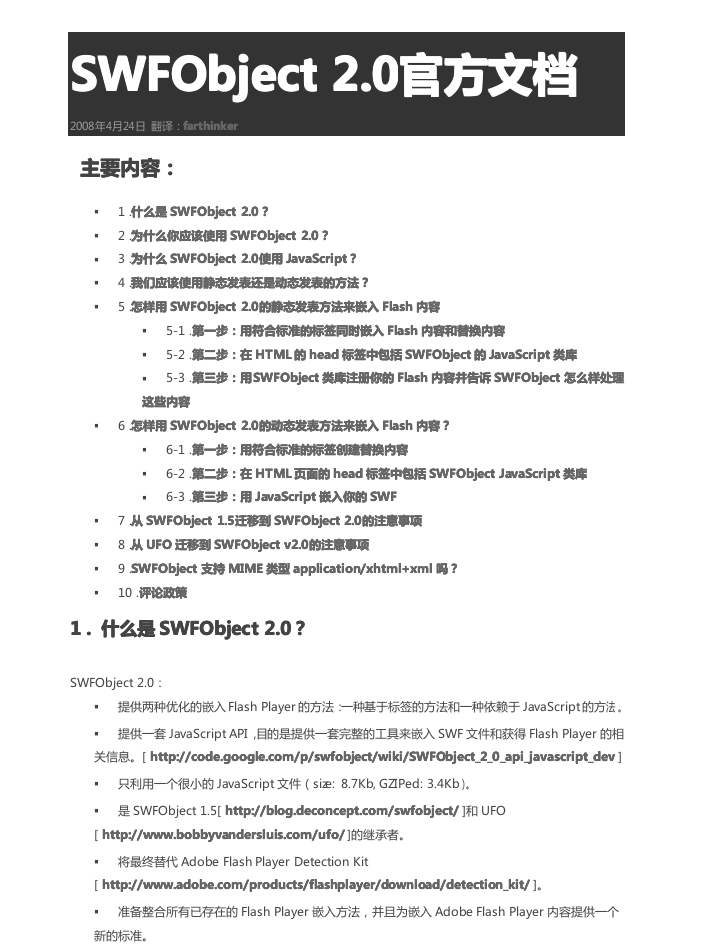 SWFObject 2.0官方文档
2008年4月24日 翻译：farthinker
主要内容：
▪ 1 .什么是 SWFObject 2.0？
▪ 2 .为什么你应该使用 SWFObject 2.0？
▪ 3 .为什么 SWFObject 2.0使用 JavaScript？
▪ 4 .我们应该使用静态发表还是动态发表的方法？
▪ 5 .怎样用 SWFObject 2.0的静态发表方法来嵌入 Flash 内容
▪ 5-1 .第一步：用符合标准的标签同时嵌入 Flash 内容和替换内容
▪ 5-2 .第二步：在 HTML 的 head 标签中包括 SWFObject 的 JavaScript 类库
▪ 5-3 .第三步：用SWFObject 类库注册你的 Flash 内容并告诉 SWFObject 怎么样处理
这些内容
▪ 6 .怎样用 SWFObject 2.0的动态发表方法来嵌入 Flash 内容？
▪ 6-1 .第一步：用符合标准的标签创建替换内容
▪ 6-2 .第二步：在 HTML 页面的 head 标签中包括 SWFObject JavaScript 类库
▪ 6-3 .第三步：用 JavaScript 嵌入你的 SWF
▪ 7 .从 SWFObject 1.5迁移到 SWFObject 2.0的注意事项
▪ 8 .从 UFO 迁移到 SWFObject v2.0的注意事项
▪ 9 .SWFObject 支持 MIME 类型 application/xhtml+xml 吗？
▪ 10 .评论政策
1． 什么是 SWFObject 2.0？
SWFObject 2.0：
▪ 提供两种优化的嵌入 Flash Player 的方法：一种基于标签的方法和一种依赖于 JavaScript 的方法。
▪ 提供一套 JavaScript API ,目的是提供一套完整的工具来嵌入 SWF 文件和获得 Flash Player 的相
关信息。[ http://code.google.com/p/swfobject/wiki/SWFObject_2_0_api_javascript_dev ]
▪ 只利用一个很小的 JavaScript 文件（size: 8.7Kb, GZIPed: 3.4Kb）。
▪ 是 SWFObject 1.5[ http://blog.deconcept.com/swfobject/ ]和 UFO
[ http://www.bobbyvandersluis.com/ufo/ ]的继承者。
▪ 将最终替代 Adobe Flash Player Detection Kit
[ http://www.adobe.com/products/flashplayer/download/detection_kit/ ]。
▪ 准备整合所有已存在的 Flash Player 嵌入方法，并且为嵌入 Adobe Flash Player 内容提供一个
新的标准。